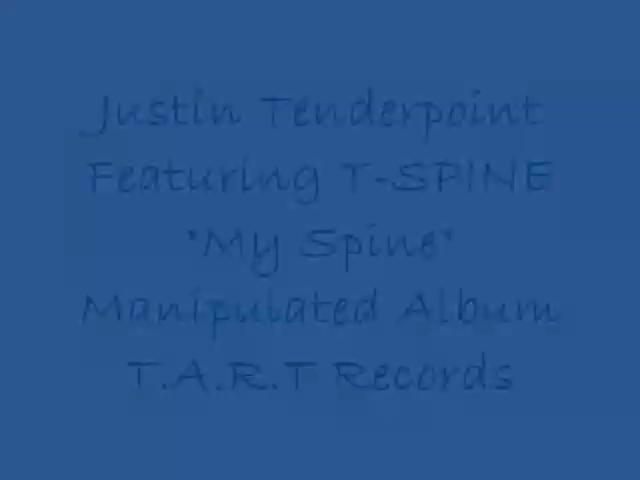 Justin Tenderpoint
Featuring T-SPINE
"My Spine"
Manipulated Album
T.A.R.T Records